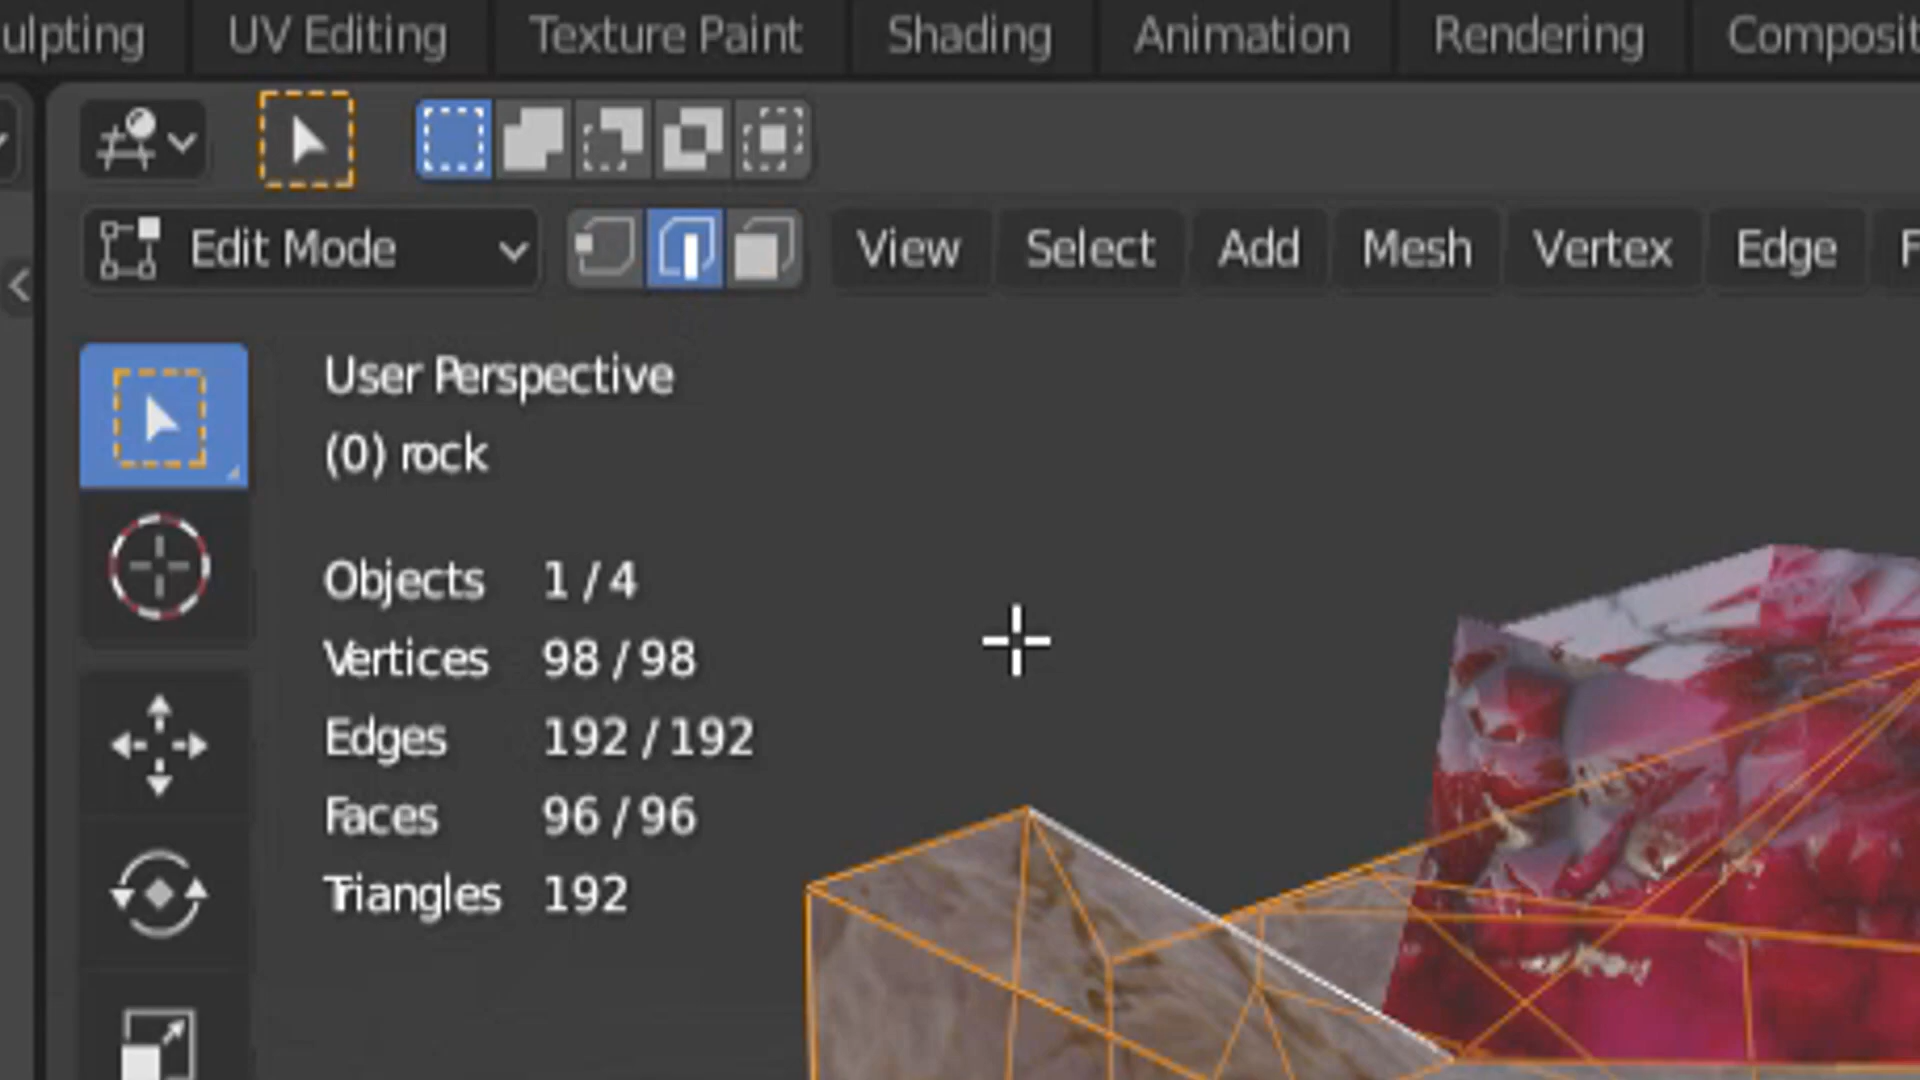 ulpting UV Editing Texture Paint Shading Animation Rendering Composit
Edit Mode View Select Add Mesh Vertex Edge F
User Perspective
(0) rock
Objects 1 / 4
Vertices 98 / 98
Edges 192 / 192
Faces 96 / 96
Triangles 192